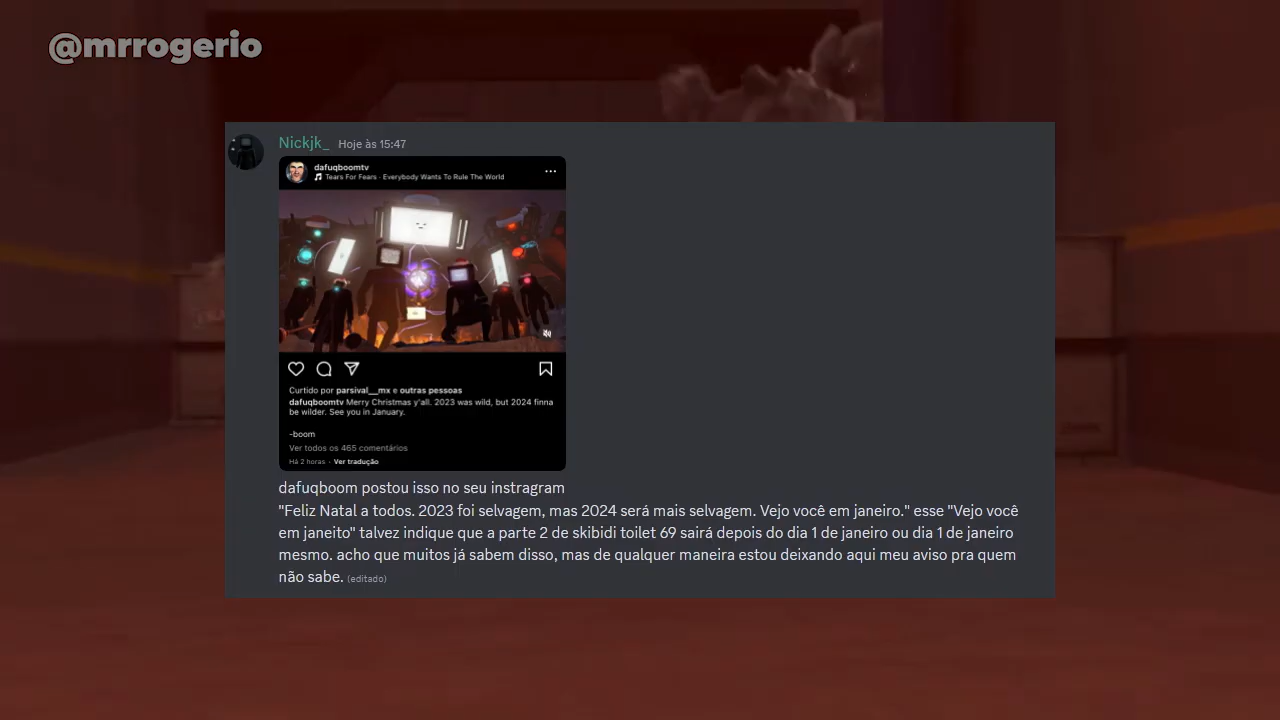 @mrrogerio
Nickjk_ Hoje às 15:47
dafuqboomtv
Tears For Fears · Everybody Wants To Rule The World
Curtido por parsival__mx e outras pessoas
dafuqboomtv Merry Christmas y'all. 2023 was wild, but 2024 finna
be wilder. See you in January.
-boom
Ver todos os 465 comentários
Há 2 horas · Ver tradução
dafuqboom postou isso no seu instragram
"Feliz Natal a todos. 2023 foi selvagem, mas 2024 será mais selvagem. Vejo você em janeiro." esse "Vejo você
em janeito" talvez indique que a parte 2 de skibidi toilet 69 sairá depois do dia 1 de janeiro ou dia 1 de janeiro
mesmo. acho que muitos já sabem disso, mas de qualquer maneira estou deixando aqui meu aviso pra quem
não sabe. (editado)